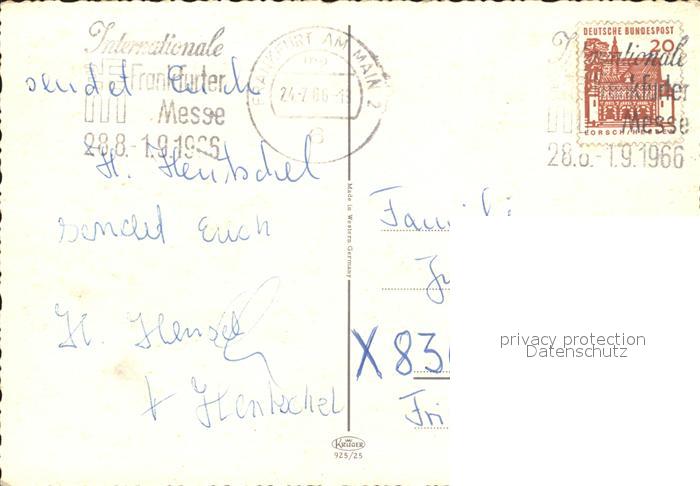 Internationale
Frankfurter
Messe
28.8.-1.9.1966
FRANKFURT AM MAIN 2
24.-7.66.-
DEUTSCHE BUNDESPOST
20
Internationale
Messe
28.8.-1.9.1966
sendet Euch
H. Hentschel
sendet Euch
H. Hensel
H. Hentschel
Made in Western Germany
Fami
X 83
Fri
privacy protection
Datenschutz
KRÜGER
925/25